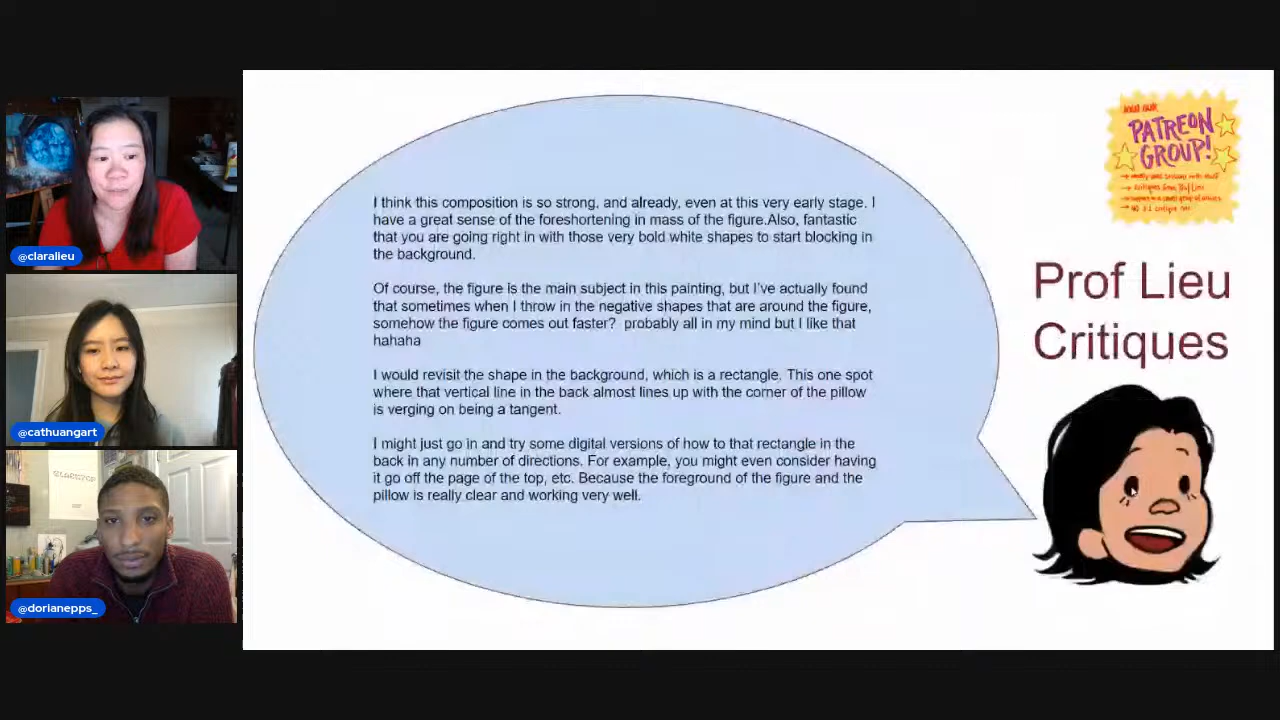 @claralieu
@cathuangart
@dorianepps_
I think this composition is so strong, and already, even at this very early stage. I
have a great sense of the foreshortening in mass of the figure.Also, fantastic
that you are going right in with those very bold white shapes to start blocking in
the background.
Of course, the figure is the main subject in this painting, but I've actually found
that sometimes when I throw in the negative shapes that are around the figure,
somehow the figure comes out faster? probably all in my mind but I like that
hahaha
I would revisit the shape in the background, which is a rectangle. This one spot
where that vertical line in the back almost lines up with the corner of the pillow
is verging on being a tangent.
I might just go in and try some digital versions of how to that rectangle in the
back in any number of directions. For example, you might even consider having
it go off the page of the top, etc. Because the foreground of the figure and the
pillow is really clear and working very well.
PATREON
GROUP!
Prof Lieu
Critiques